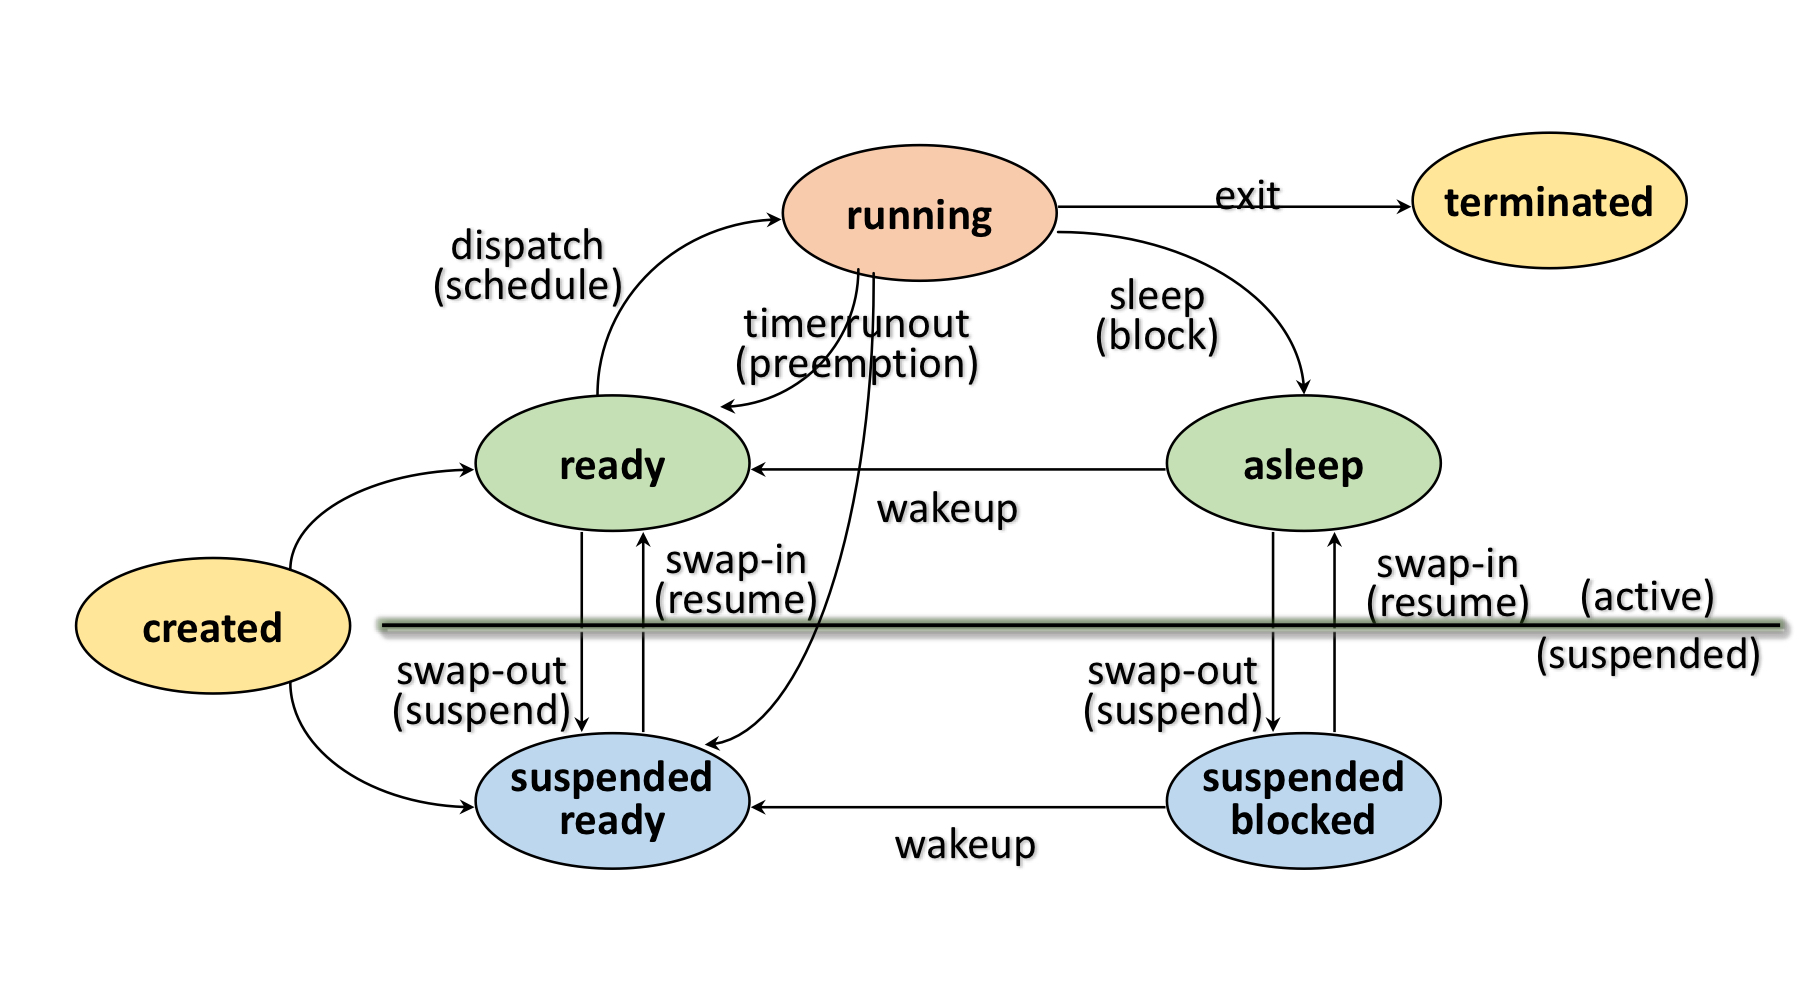 running
exit
terminated
dispatch
(schedule)
timerrunout
(preemption)
sleep
(block)
ready
asleep
wakeup
swap-in
(resume)
swap-in
(resume)
(active)
created
(suspended)
swap-out
(suspend)
swap-out
(suspend)
suspended
ready
suspended
blocked
wakeup